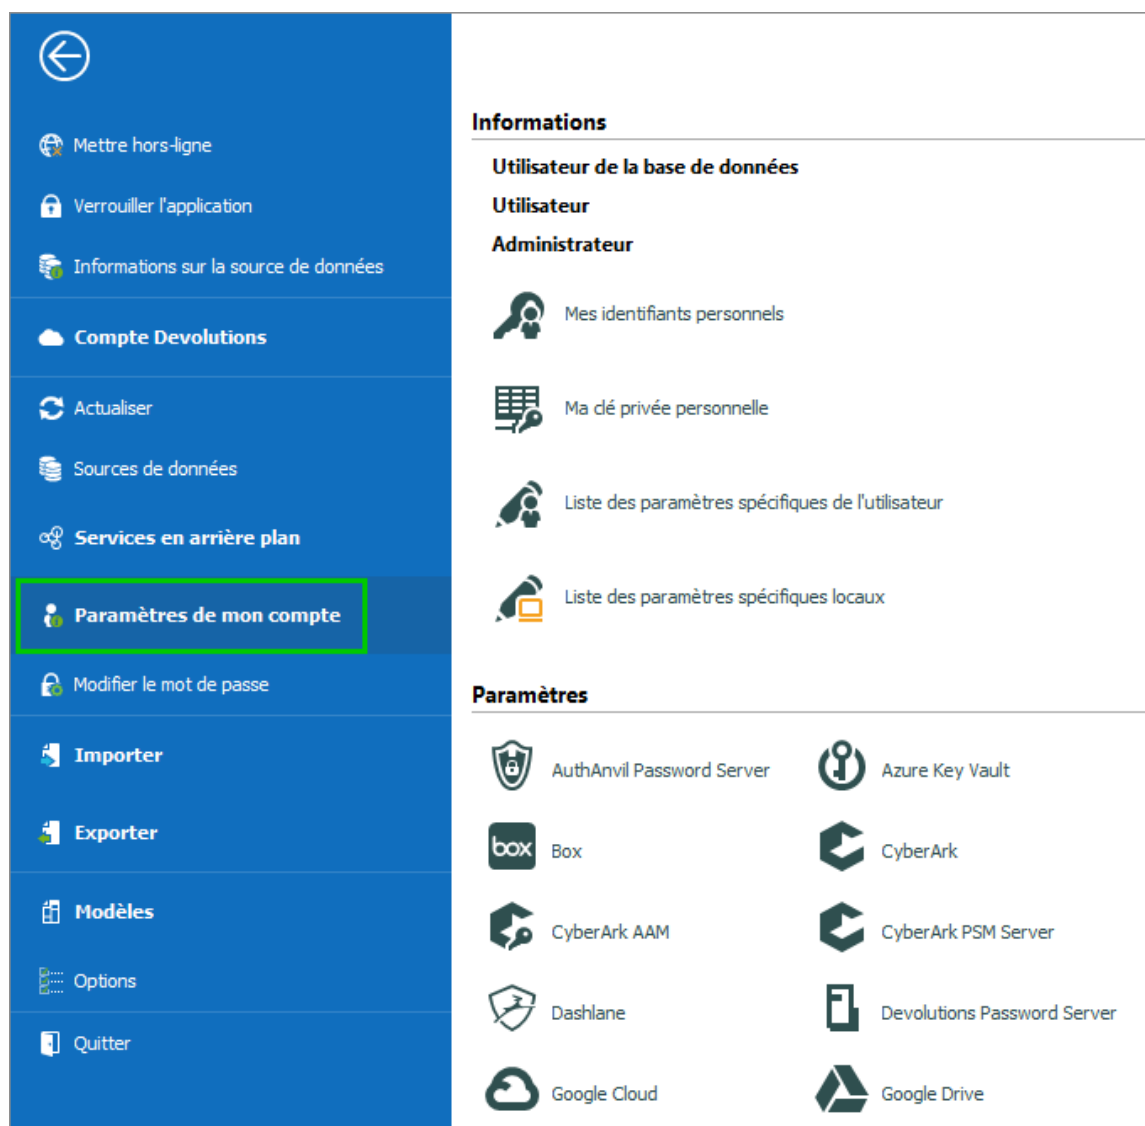 Mettre hors-ligne
Verrouiller l'application
Informations sur la source de données
Compte Devolutions
Actualiser
Sources de données
Services en arrière plan
Paramètres de mon compte
Modifier le mot de passe
Importer
Exporter
Modèles
Options
Quitter
Informations
Utilisateur de la base de données
Utilisateur
Administrateur
Mes identifiants personnels
Ma clé privée personnelle
Liste des paramètres spécifiques de l'utilisateur
Liste des paramètres spécifiques locaux
Paramètres
AuthAnvil Password Server
Azure Key Vault
box
Box
CyberArk
CyberArk AAM
CyberArk PSM Server
Dashlane
Devolutions Password Server
Google Cloud
Google Drive